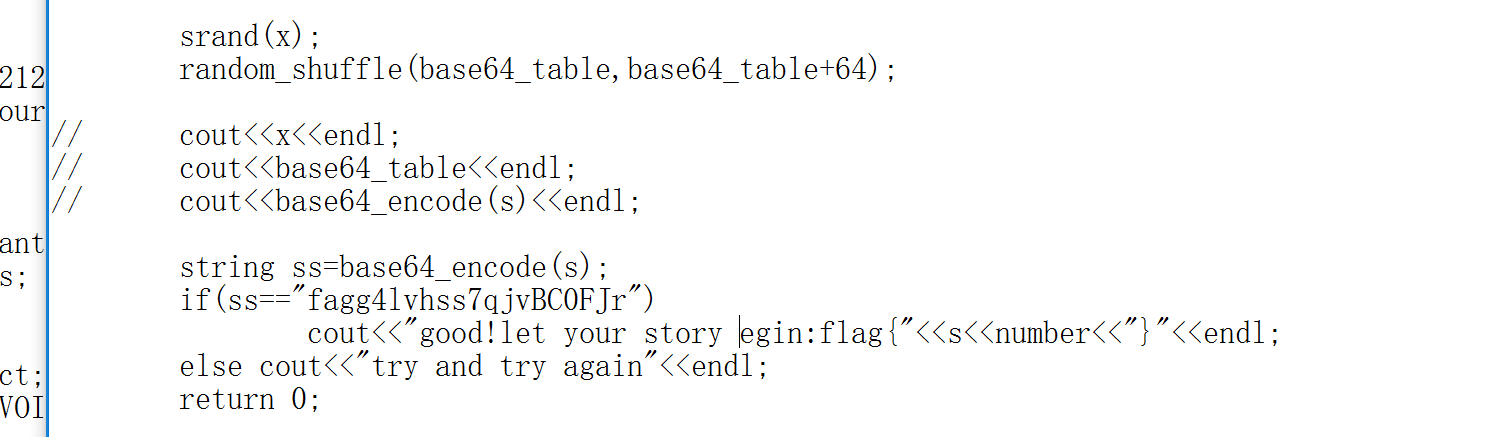 srand(x);
212
random_shuffle(base64_table,base64_table+64);
our
// cout<<x<<endl;
// cout<<base64_table<<endl;
// cout<<base64_encode(s)<<endl;
ant
string ss=base64_encode(s);
s;
if(ss=="fagg4lvhss7qjvBC0FJr")
cout<<"good!let your story egin:flag{"<<s<<number<<"}"<<endl;
else cout<<"try and try again"<<endl;
ct;
return 0;
VOI